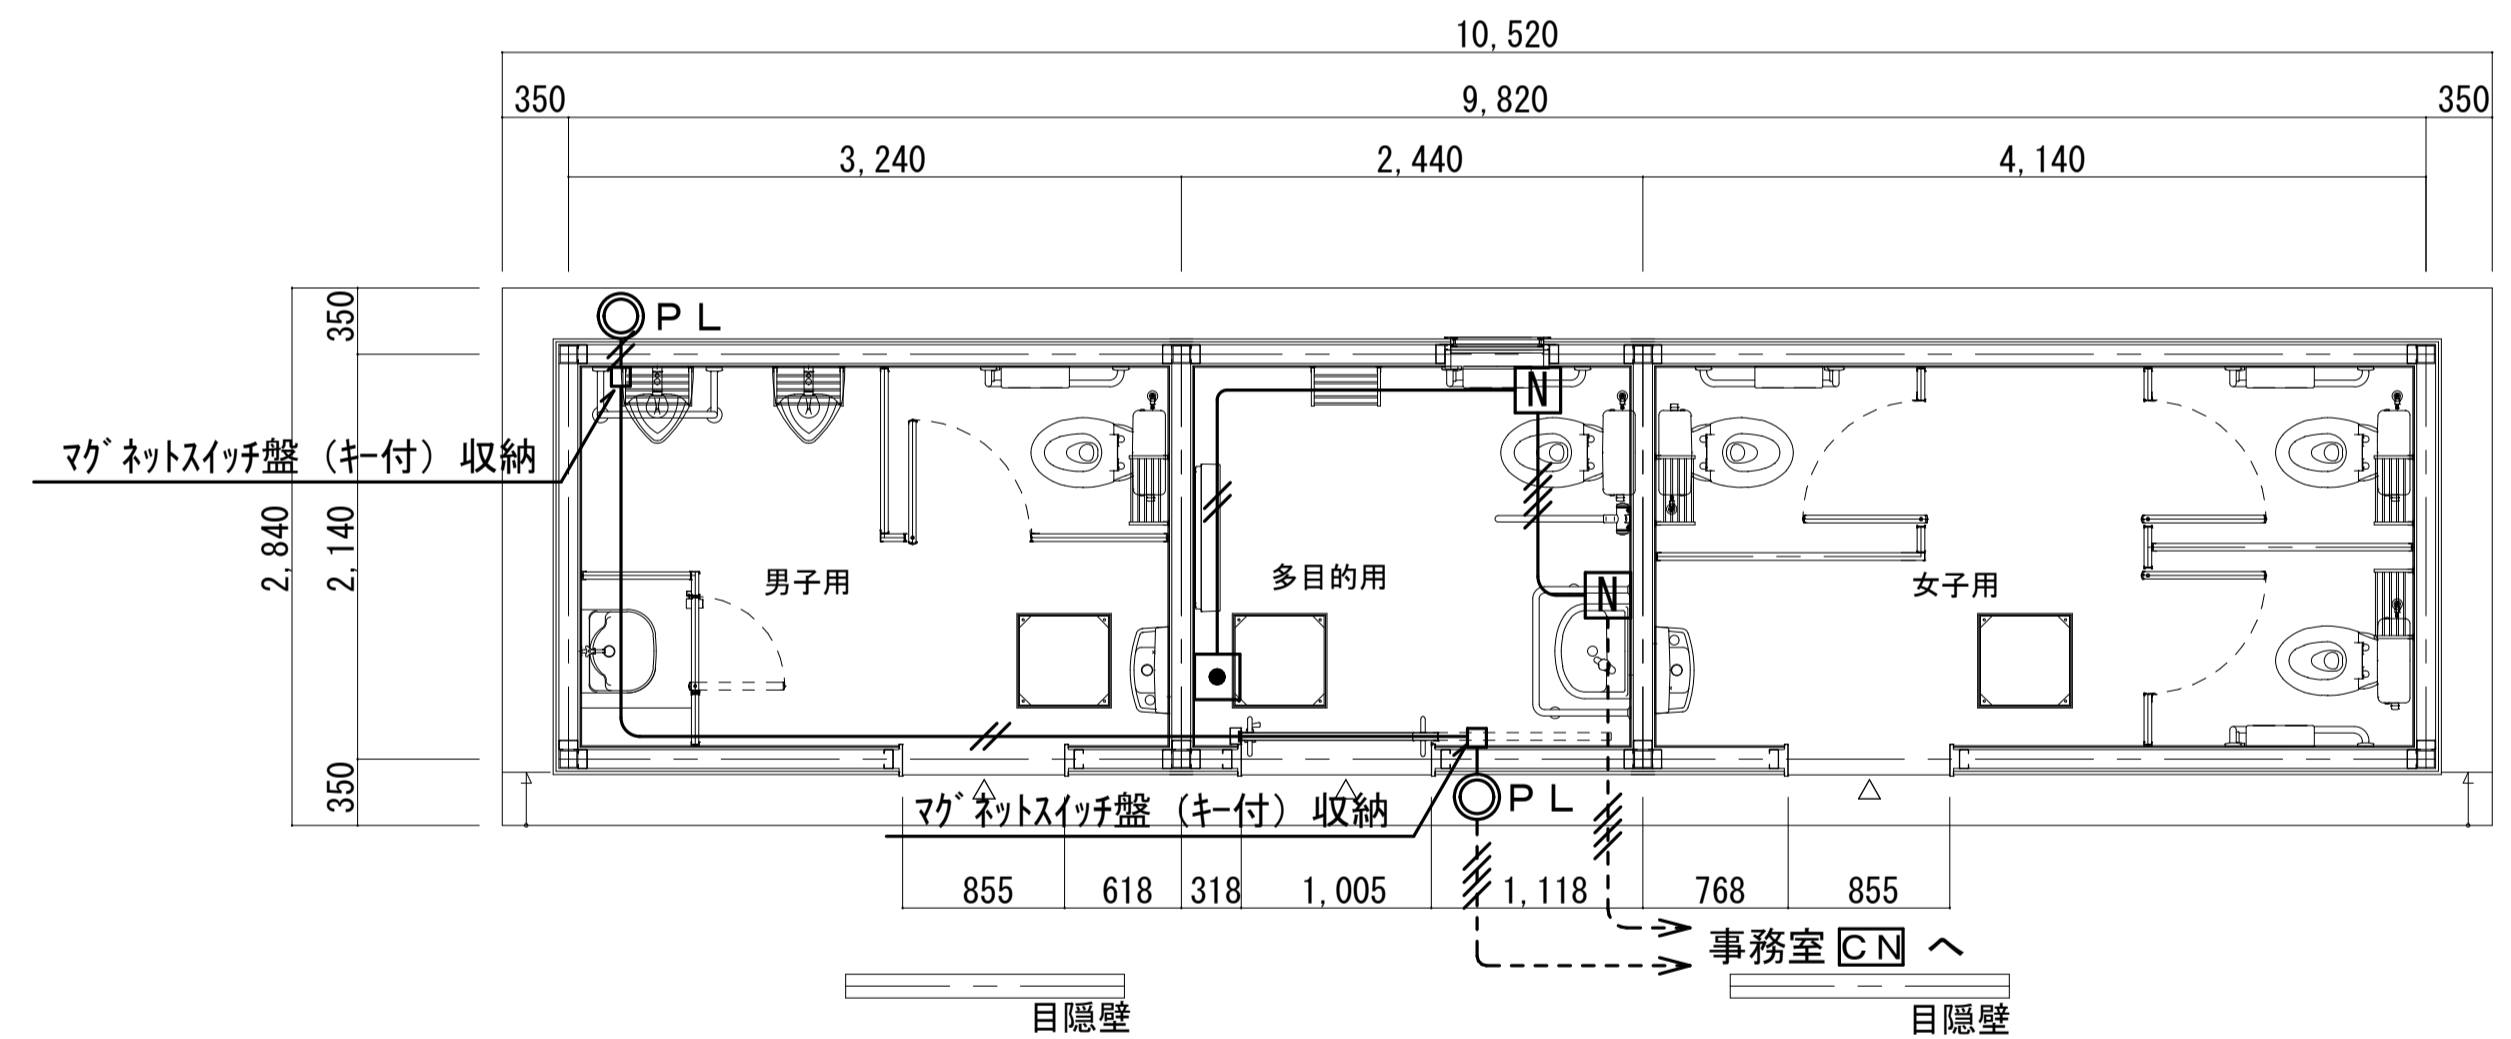 10,520
350
9,820
350
3,240
2,440
4,140
350
PL
N
マグネットスイッチ盤(キー付)収納
2,840
2,140
男子用
多目的用
N
女子用
350
マグネットスイッチ盤(キー付)収納
PL
855
618
318
1,005
1,118
768
855
事務室 CN へ
目隠壁
目隠壁